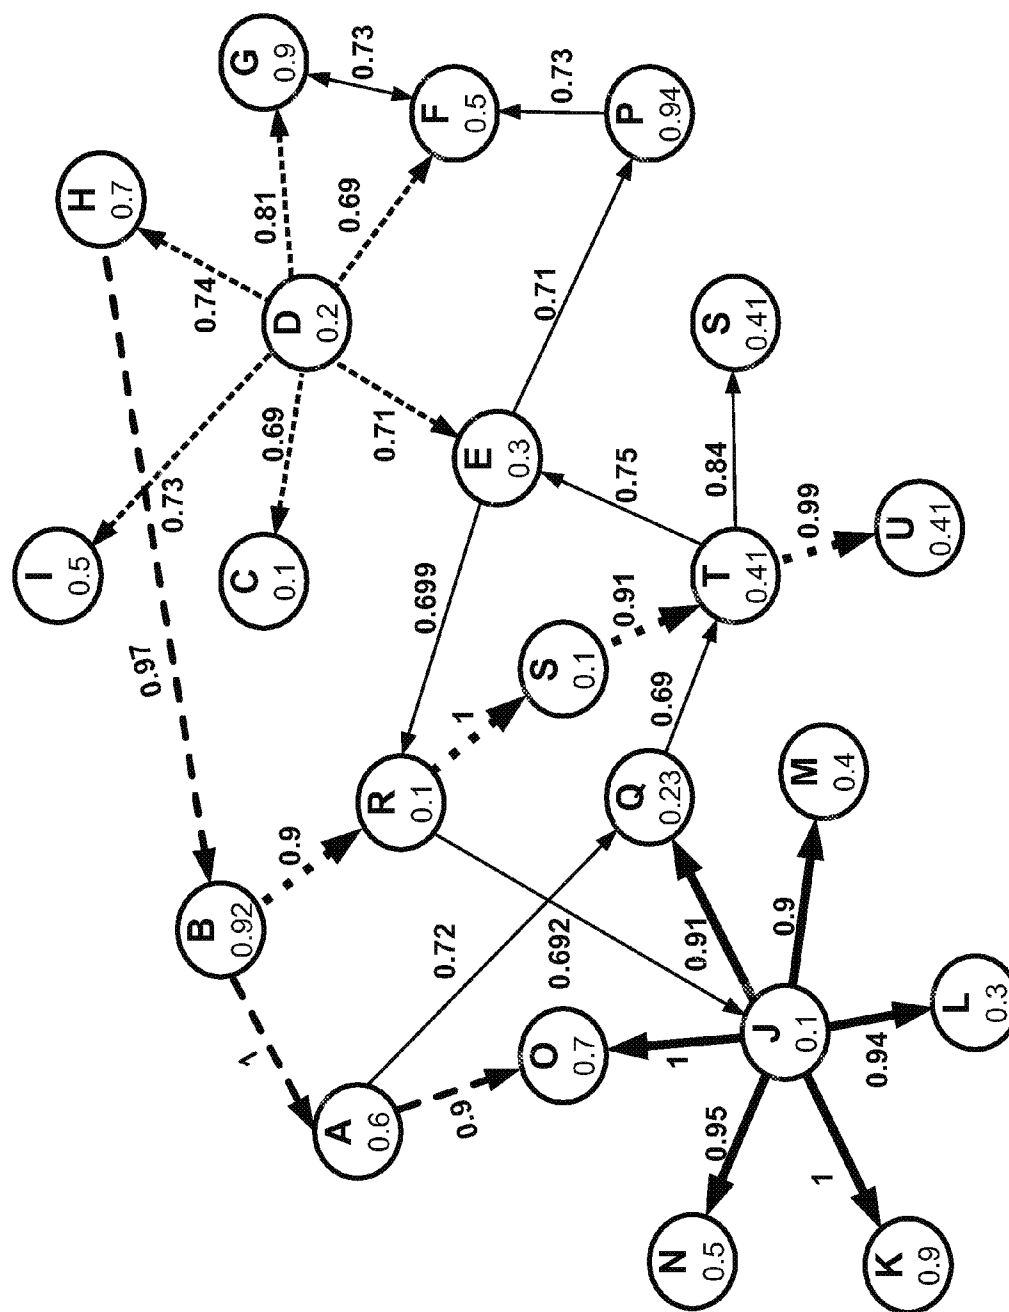 G
0.9
0.73
H
0.7
0.81
F
0.5
0.73
P
0.94
0.69
0.74
D
0.2
0.71
S
0.41
0.69
0.71
E
0.3
0.73
I
0.5
C
0.1
0.75
0.84
0.99
U
0.41
T
0.41
0.699
0.91
S
0.1
0.97
1
0.69
R
0.1
Q
0.23
M
0.4
0.9
B
0.92
0.72
0.692
0.91
0.9
L
0.3
J
0.1
O
0.7
1
0.94
1
A
0.6
0.9
0.95
1
N
0.5
K
0.9